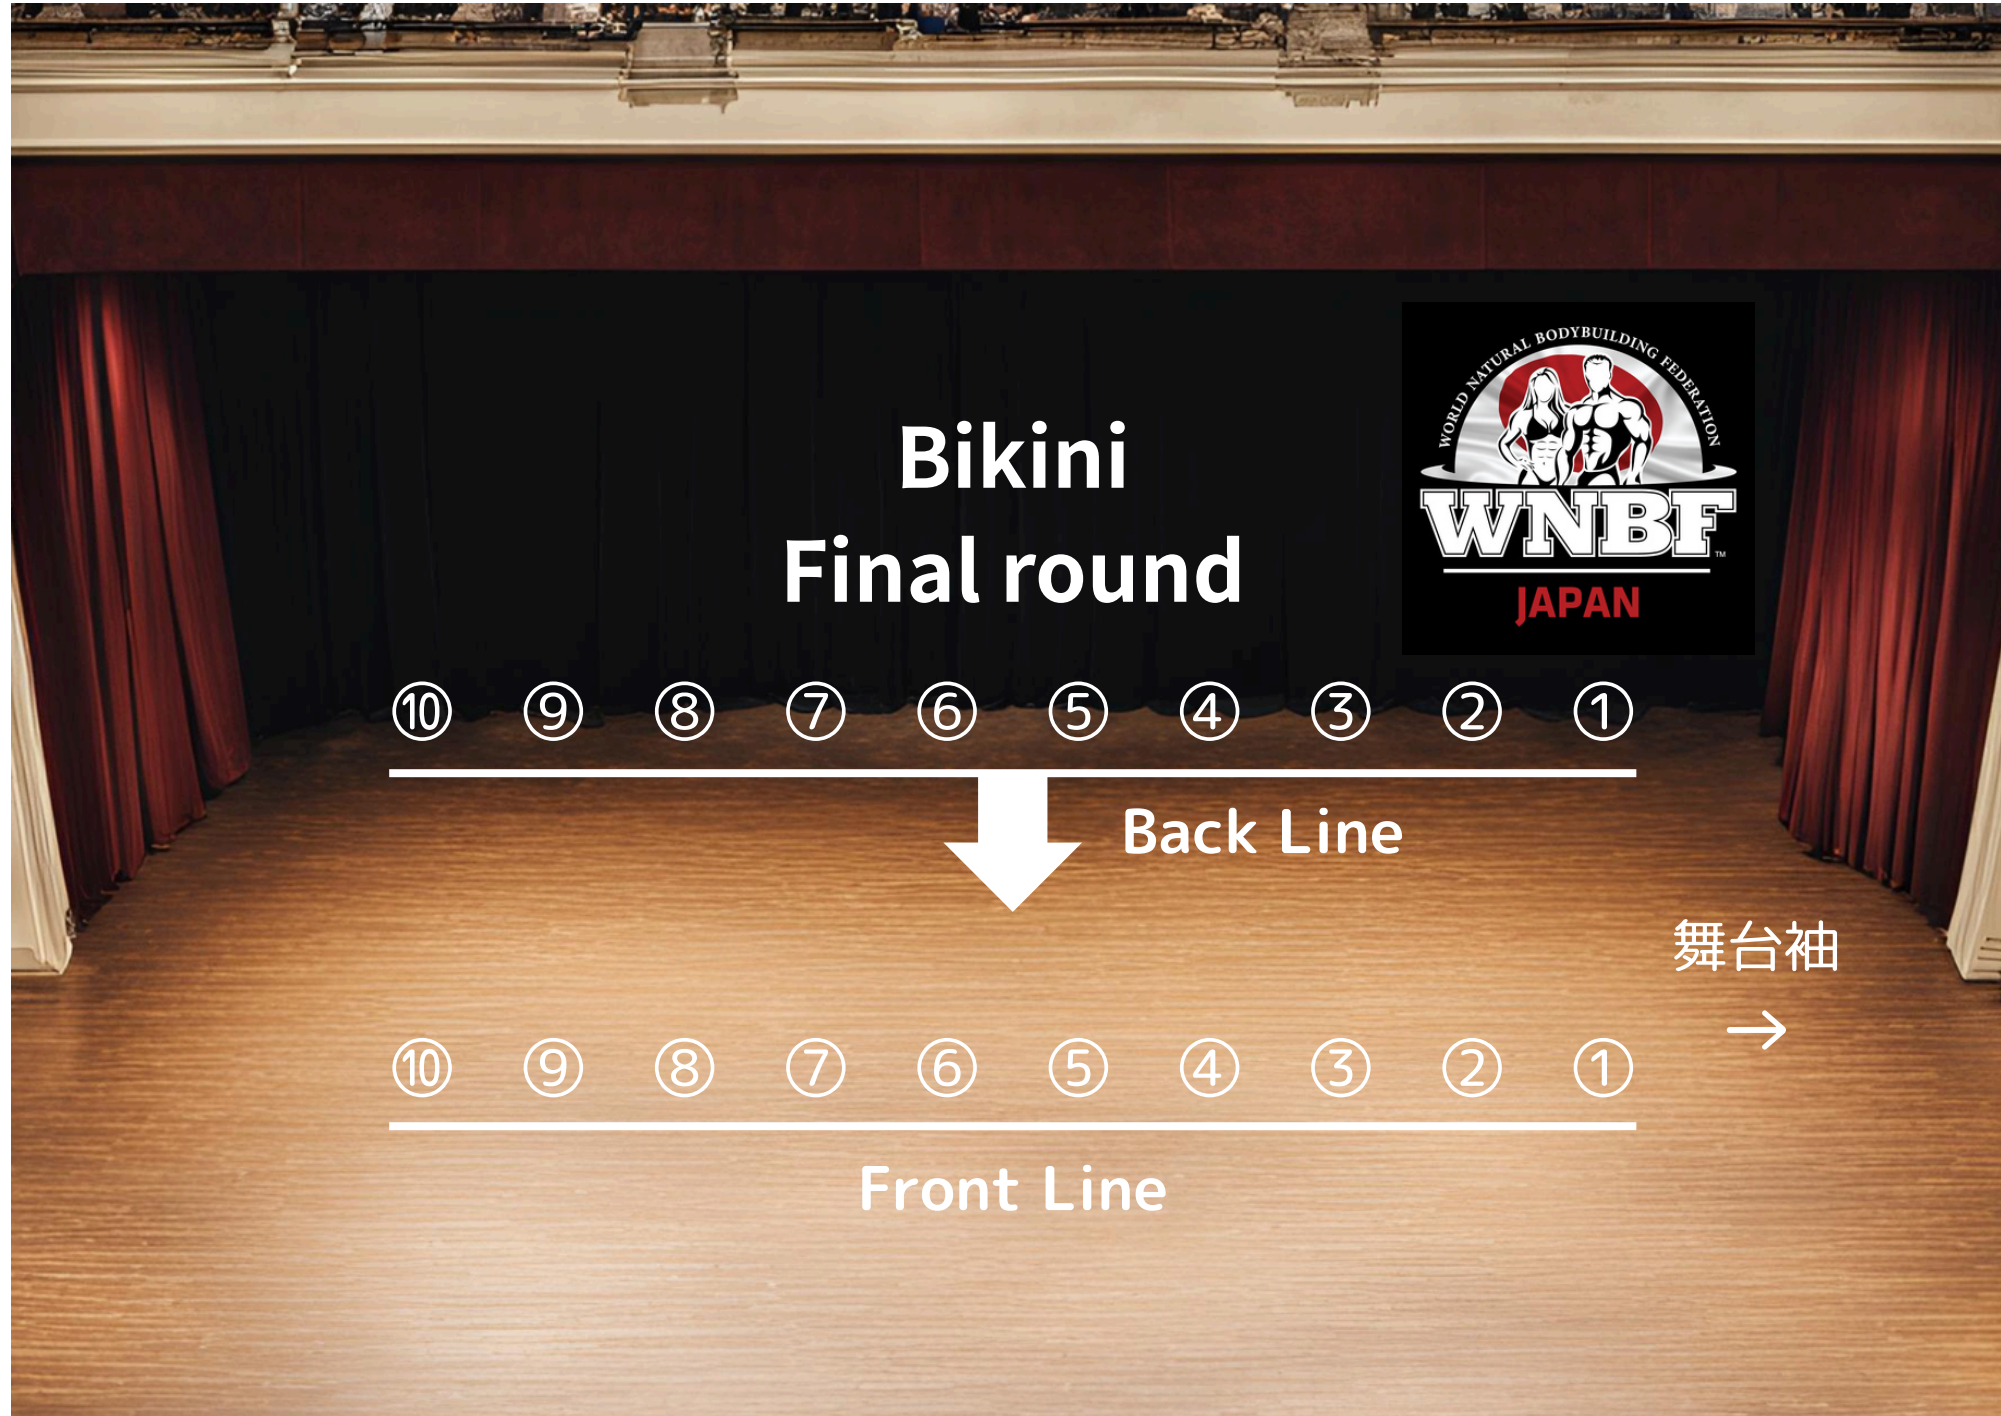 WORLD NATURAL BODYBUILDING FEDERATION
WNBF
TM
JAPAN
Bikini
Final round
⑩ ⑨ ⑧ ⑦ ⑥ ⑤ ④ ③ ② ①
Back Line
舞台袖
→
⑩ ⑨ ⑧ ⑦ ⑥ ⑤ ④ ③ ② ①
Front Line